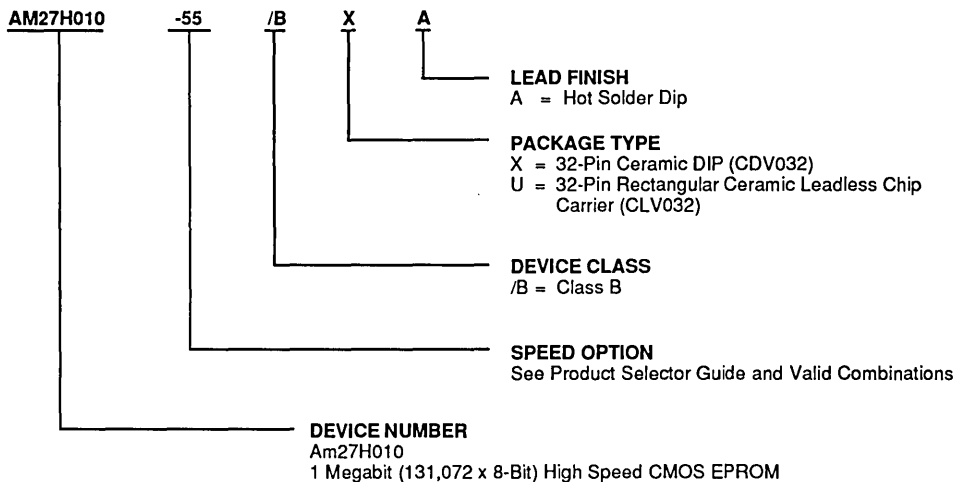 AM27H010 -55 /B X A
LEAD FINISH
A = Hot Solder Dip
PACKAGE TYPE
X = 32-Pin Ceramic DIP (CDV032)
U = 32-Pin Rectangular Ceramic Leadless Chip
Carrier (CLV032)
DEVICE CLASS
/B = Class B
SPEED OPTION
See Product Selector Guide and Valid Combinations
DEVICE NUMBER
Am27H010
1 Megabit (131,072 x 8-Bit) High Speed CMOS EPROM